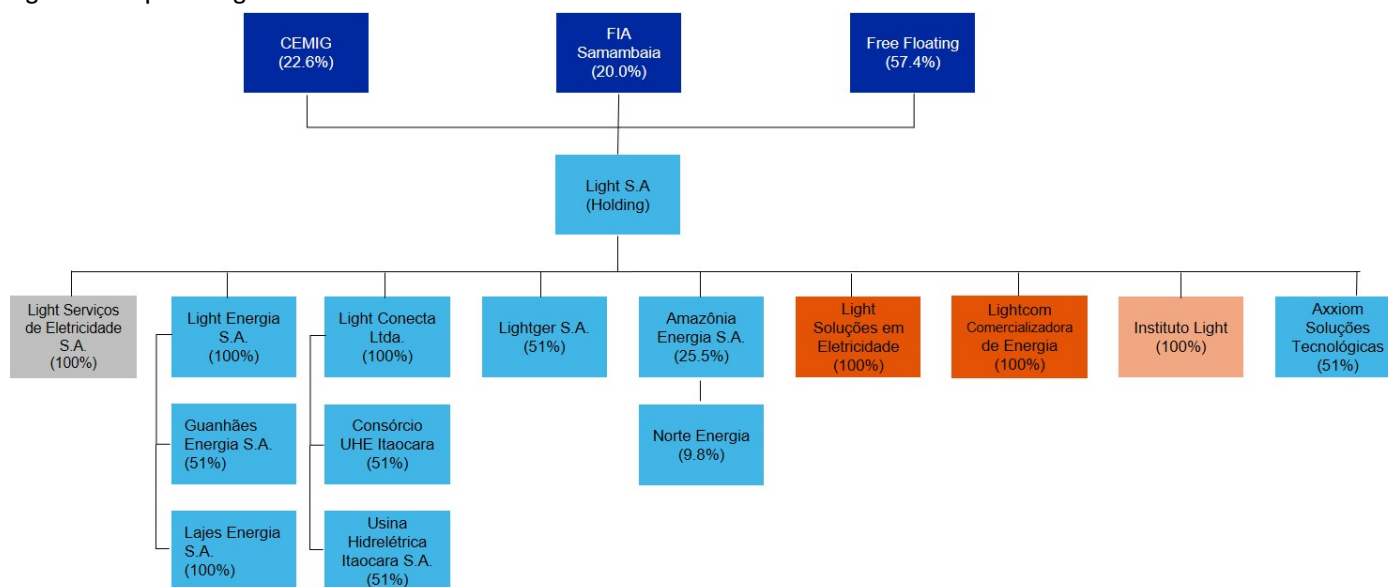 CEMIG
(22.6%)
FIA
Samambaia
(20.0%)
Free Floating
(57.4%)
Light S.A
(Holding)
Light Serviços
de Eletricidade
S.A.
(100%)
Light Energia
S.A.
(100%)
Light Conecta
Ltda.
(100%)
Lightger S.A.
(51%)
Amazônia
Energia S.A.
(25.5%)
Light
Soluções em
Eletricidade
(100%)
Lightcom
Comercializadora
de Energia
(100%)
Instituto Light
(100%)
Axxiom
Soluções
Tecnológicas
(51%)
Guanhães
Energia S.A.
(51%)
Consórcio
UHE Itaocara
(51%)
Norte Energia
(9.8%)
Lajes Energia
S.A.
(100%)
Usina
Hidrelétrica
Itaocara S.A.
(51%)